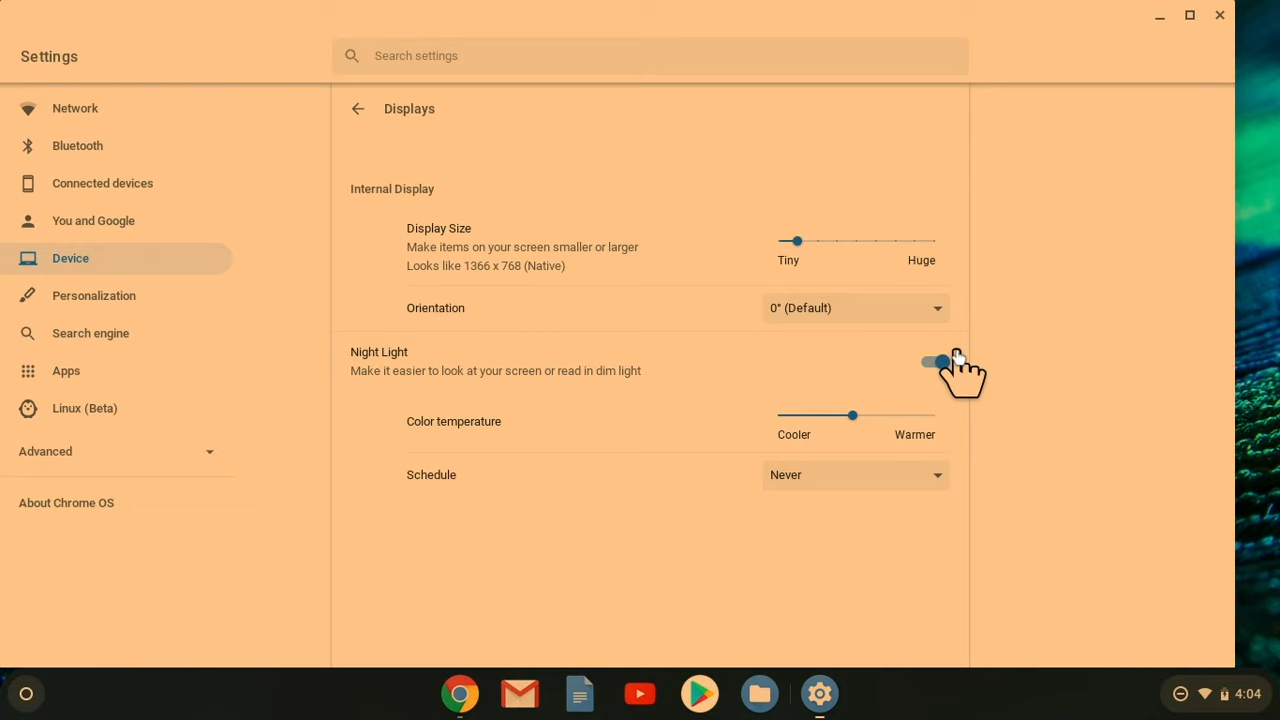 Settings
Search settings
Network
Bluetooth
Connected devices
You and Google
Device
Personalization
Search engine
Apps
Linux (Beta)
Advanced
About Chrome OS
Displays
Internal Display
Display Size
Make items on your screen smaller or larger
Looks like 1366 x 768 (Native)
Tiny
Huge
Orientation
0° (Default)
Night Light
Make it easier to look at your screen or read in dim light
Color temperature
Cooler
Warmer
Schedule
Never
4:04